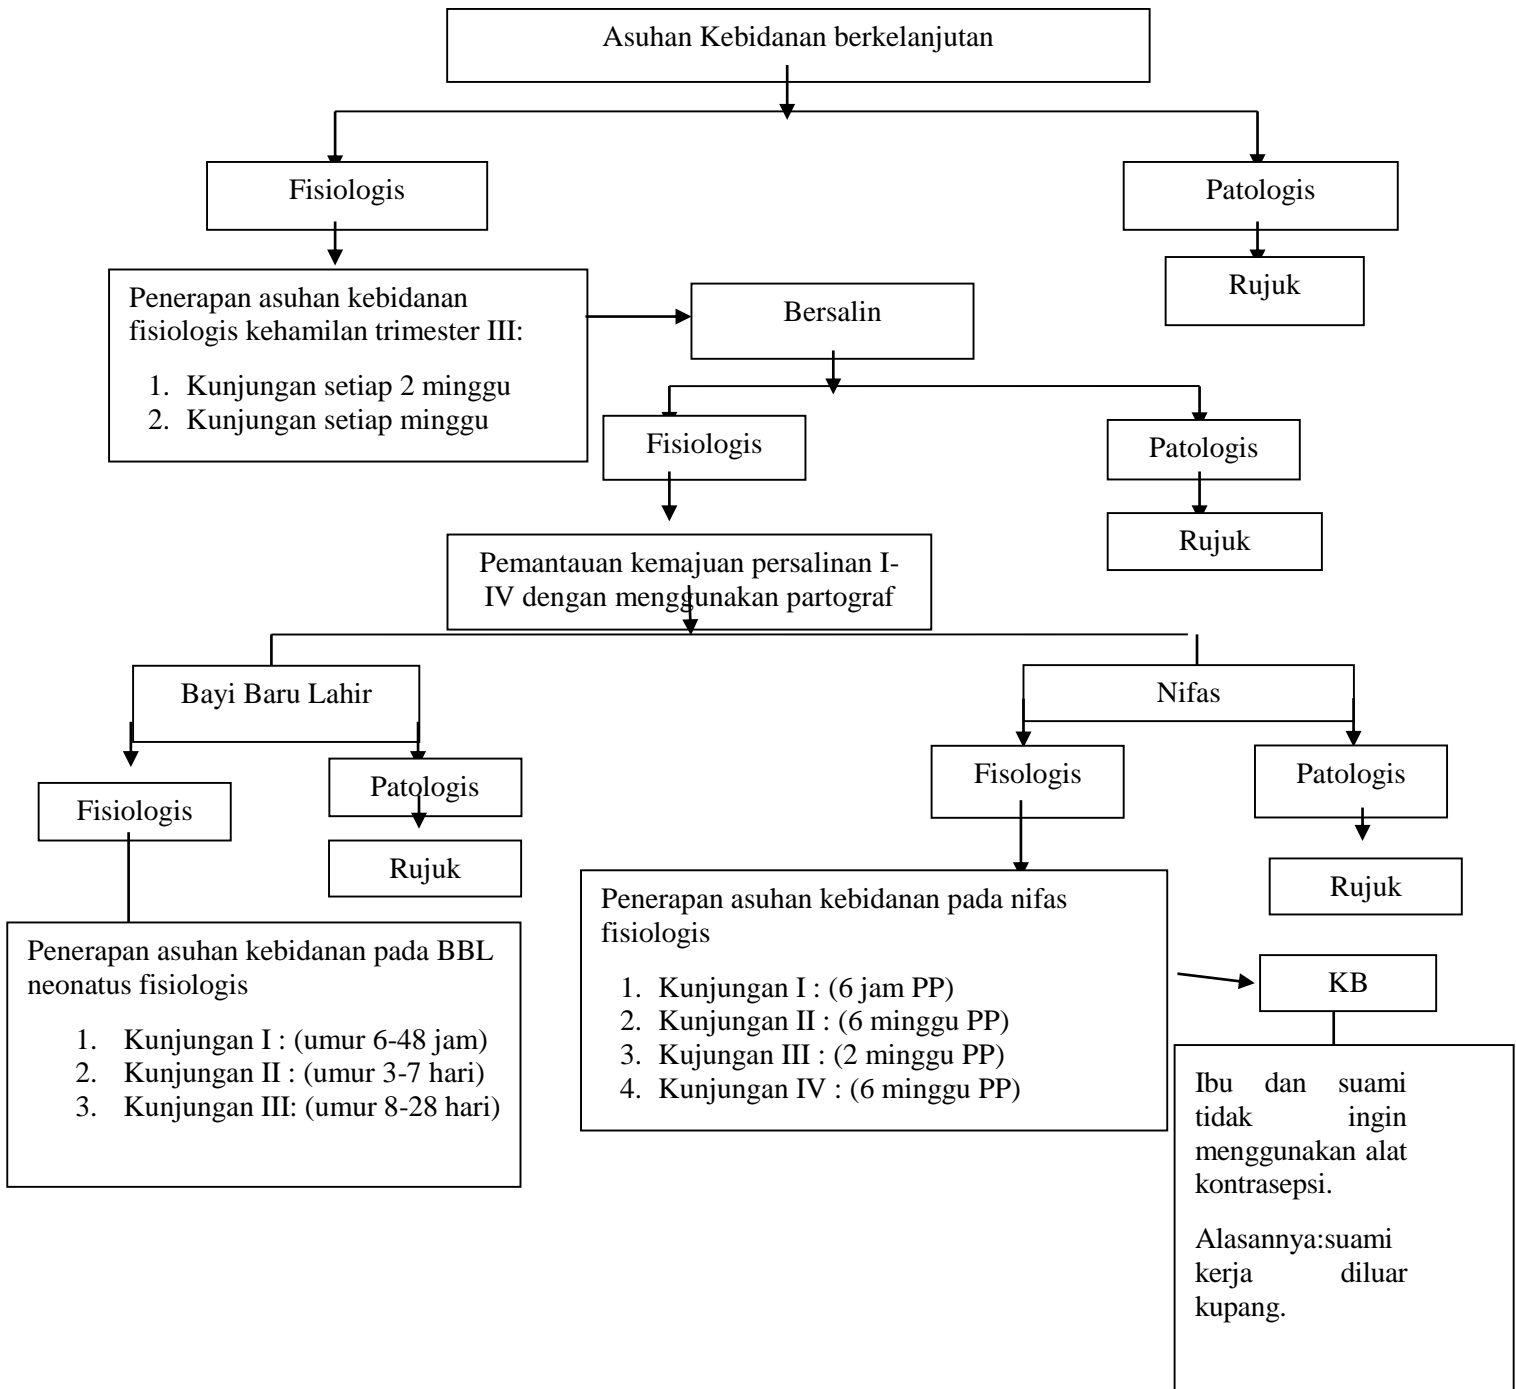 Asuhan Kebidanan berkelanjutan
Fisiologis
Patologis
Rujuk
Penerapan asuhan kebidanan
fisiologis kehamilan trimester III:
1. Kunjungan setiap 2 minggu
2. Kunjungan setiap minggu
Bersalin
Fisiologis
Patologis
Rujuk
Pemantauan kemajuan persalinan I-
IV dengan menggunakan partograf
Bayi Baru Lahir
Nifas
Fisiologis
Patologis
Rujuk
Fisologis
Patologis
Rujuk
Penerapan asuhan kebidanan pada BBL
neonatus fisiologis
1. Kunjungan I : (umur 6-48 jam)
2. Kunjungan II : (umur 3-7 hari)
3. Kunjungan III: (umur 8-28 hari)
Penerapan asuhan kebidanan pada nifas
fisiologis
1. Kunjungan I : (6 jam PP)
2. Kunjungan II : (6 minggu PP)
3. Kujungan III : (2 minggu PP)
4. Kunjungan IV : (6 minggu PP)
KB
Ibu dan suami
tidak ingin
menggunakan alat
kontrasepsi.
Alasannya:suami
kerja diluar
kupang.